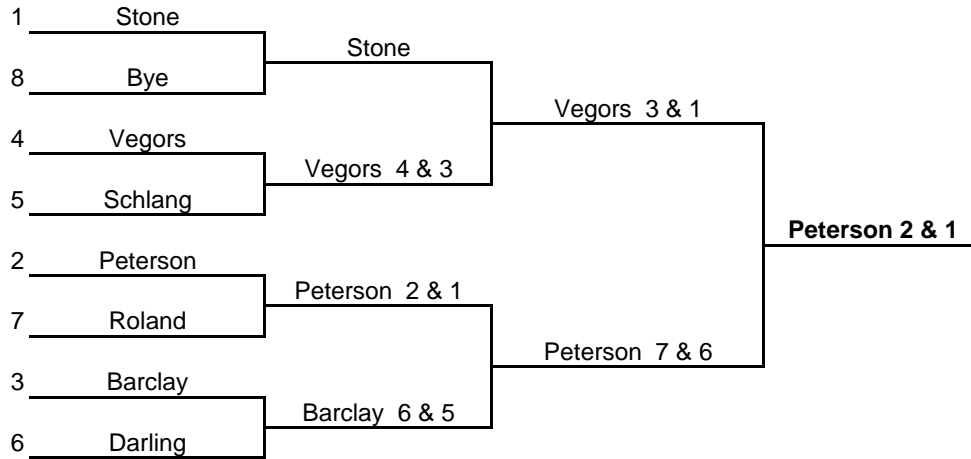 1 Stone
Stone
8 Bye
Vegors 3 & 1
4 Vegors
Vegors 4 & 3
5 Schlang
Peterson 2 & 1
2 Peterson
Peterson 2 & 1
7 Roland
Peterson 7 & 6
3 Barclay
Barclay 6 & 5
6 Darling